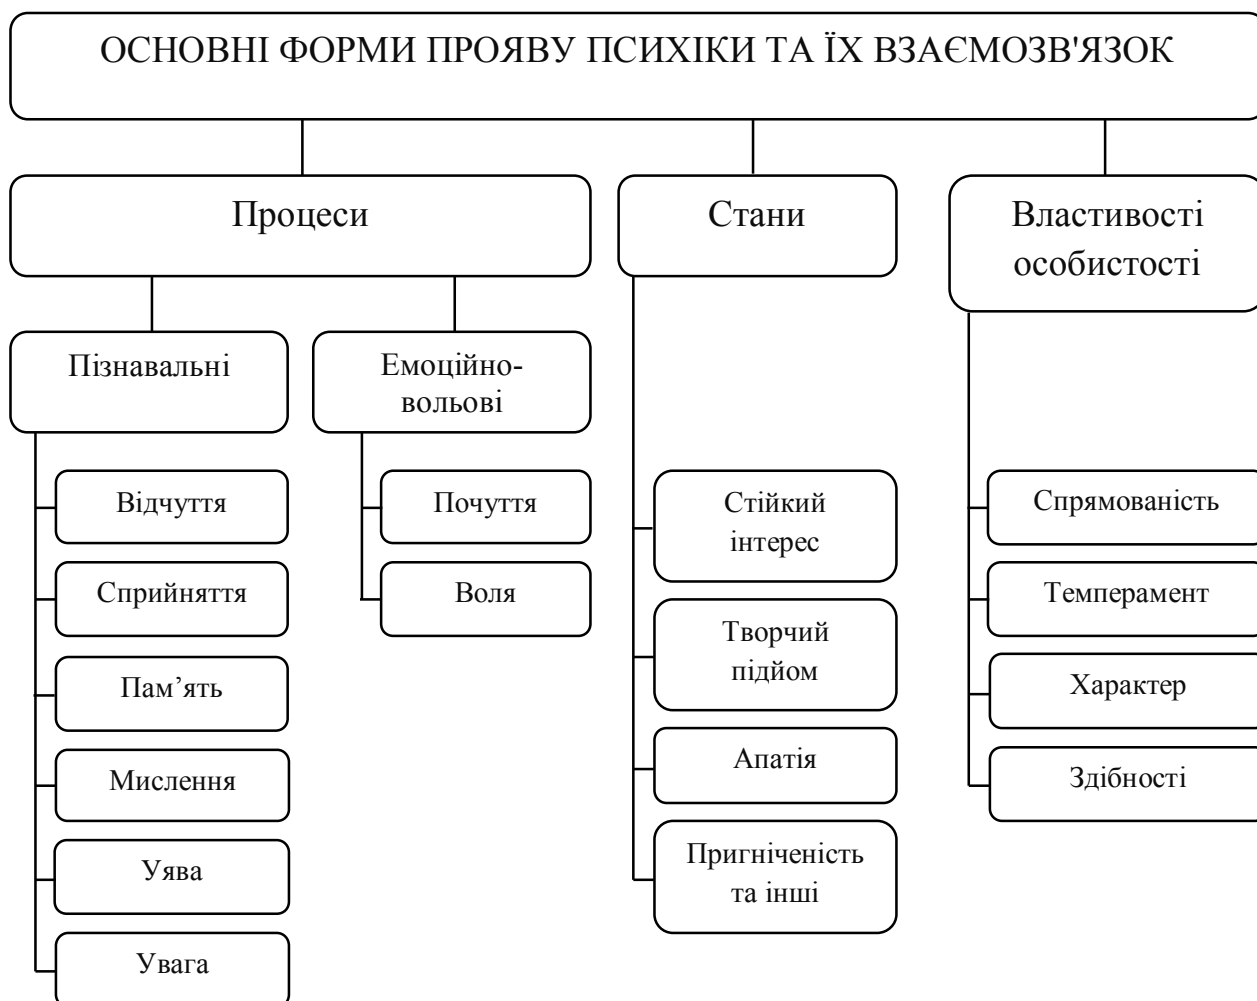 ОСНОВНІ ФОРМИ ПРОЯВУ ПСИХІКИ ТА ЇХ ВЗАЄМОЗВ'ЯЗОК
Процеси
Стани
Властивості
особистості
Пізнавальні
Емоційно-
вольові
Відчуття
Сприйняття
Пам’ять
Мислення
Уява
Увага
Почуття
Воля
Стійкий
інтерес
Творчий
підйом
Апатія
Пригніченість
та інші
Спрямованість
Темперамент
Характер
Здібності